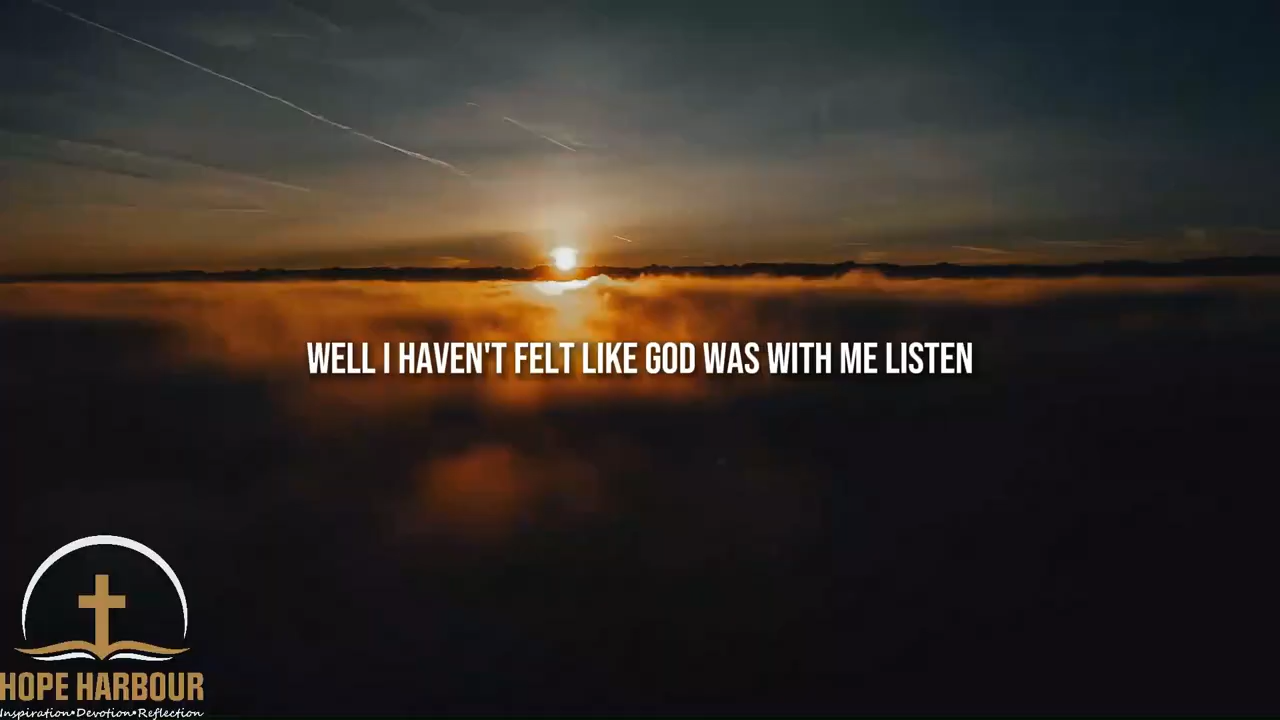 WELL I HAVEN'T FELT LIKE GOD WAS WITH ME LISTEN
HOPE HARBOUR
Inspiration•Devotion•Reflection